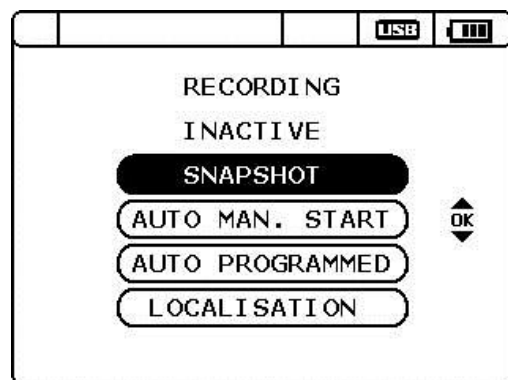 USB
RECORDING
INACTIVE
SNAPSHOT
AUTO MAN. START
OK
AUTO PROGRAMMED
LOCALISATION